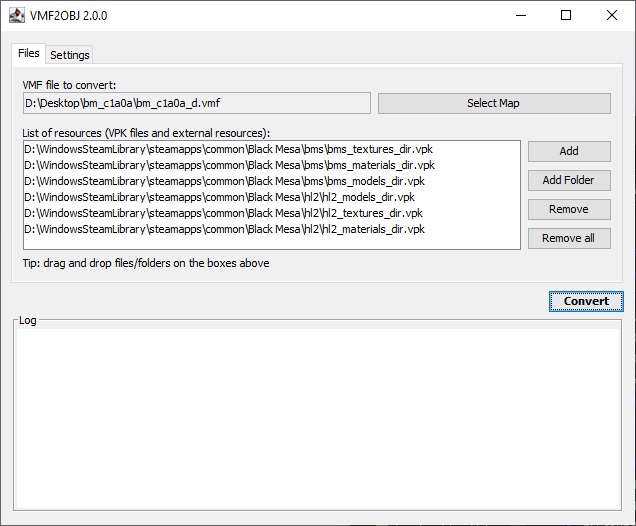 VMF2OBJ 2.0.0
Files
Settings
VMF file to convert:
D:\Desktop\bm_c1a0a\bm_c1a0a_d.vmf
Select Map
List of resources (VPK files and external resources):
D:\WindowsSteamLibrary\steamapps\common\Black Mesa\bms\bms_textures_dir.vpk
D:\WindowsSteamLibrary\steamapps\common\Black Mesa\bms\bms_materials_dir.vpk
D:\WindowsSteamLibrary\steamapps\common\Black Mesa\bms\bms_models_dir.vpk
D:\WindowsSteamLibrary\steamapps\common\Black Mesa\hl2\hl2_models_dir.vpk
D:\WindowsSteamLibrary\steamapps\common\Black Mesa\hl2\hl2_textures_dir.vpk
D:\WindowsSteamLibrary\steamapps\common\Black Mesa\hl2\hl2_materials_dir.vpk
Add
Add Folder
Remove
Remove all
Tip: drag and drop files/folders on the boxes above
Convert
Log